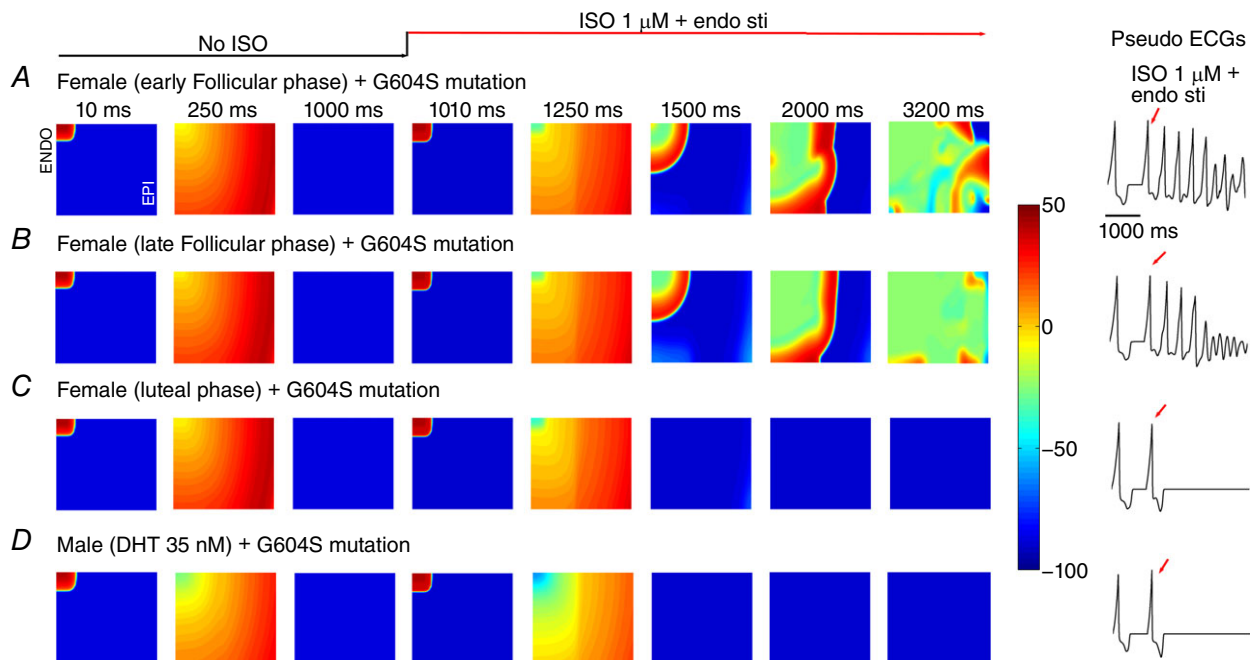 ISO 1 μM + endo sti
No ISO
Pseudo ECGs
A Female (early Follicular phase) + G604S mutation
ISO 1 μM +
endo sti
10 ms 250 ms 1000 ms 1010 ms 1250 ms 1500 ms 2000 ms 3200 ms
ENDO
EPI
50
1000 ms
B Female (late Follicular phase) + G604S mutation
0
C Female (luteal phase) + G604S mutation
−50
D Male (DHT 35 nM) + G604S mutation
−100